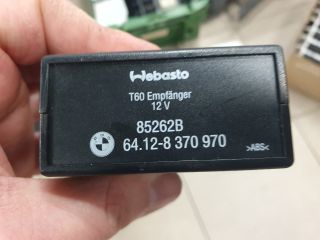 Webasto
T60 Empfänger
12 V
85262B
64.12-8 370 970
>ABS<